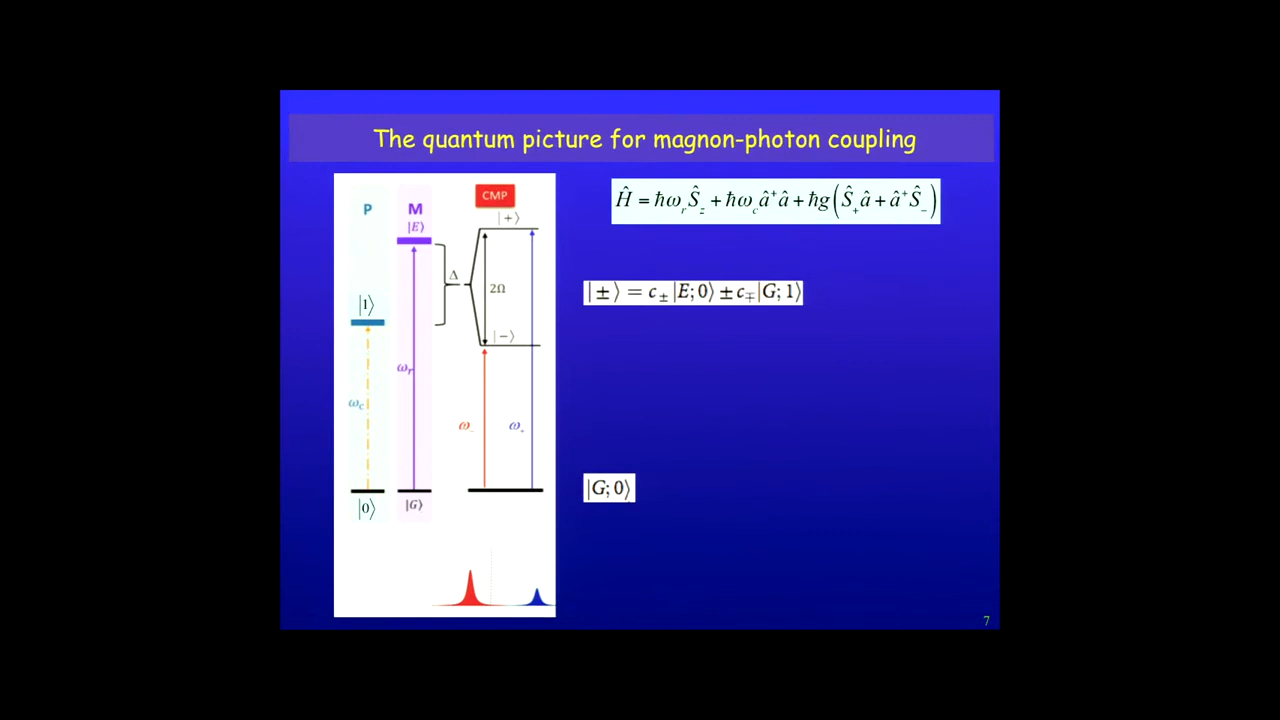 The quantum picture for magnon-photon coupling
P M CMP
|E⟩ |+⟩
Δ
2Ω
|1⟩ |−⟩
ω_r
ω_c
ω_- ω_+
|0⟩ |G⟩
Ĥ = ħω_r Ŝ_z + ħω_c â⁺â + ħg(Ŝ_+ â + â⁺ Ŝ_-)
|±⟩ = c_±|E;0⟩ ± c_∓|G;1⟩
|G;0⟩
7